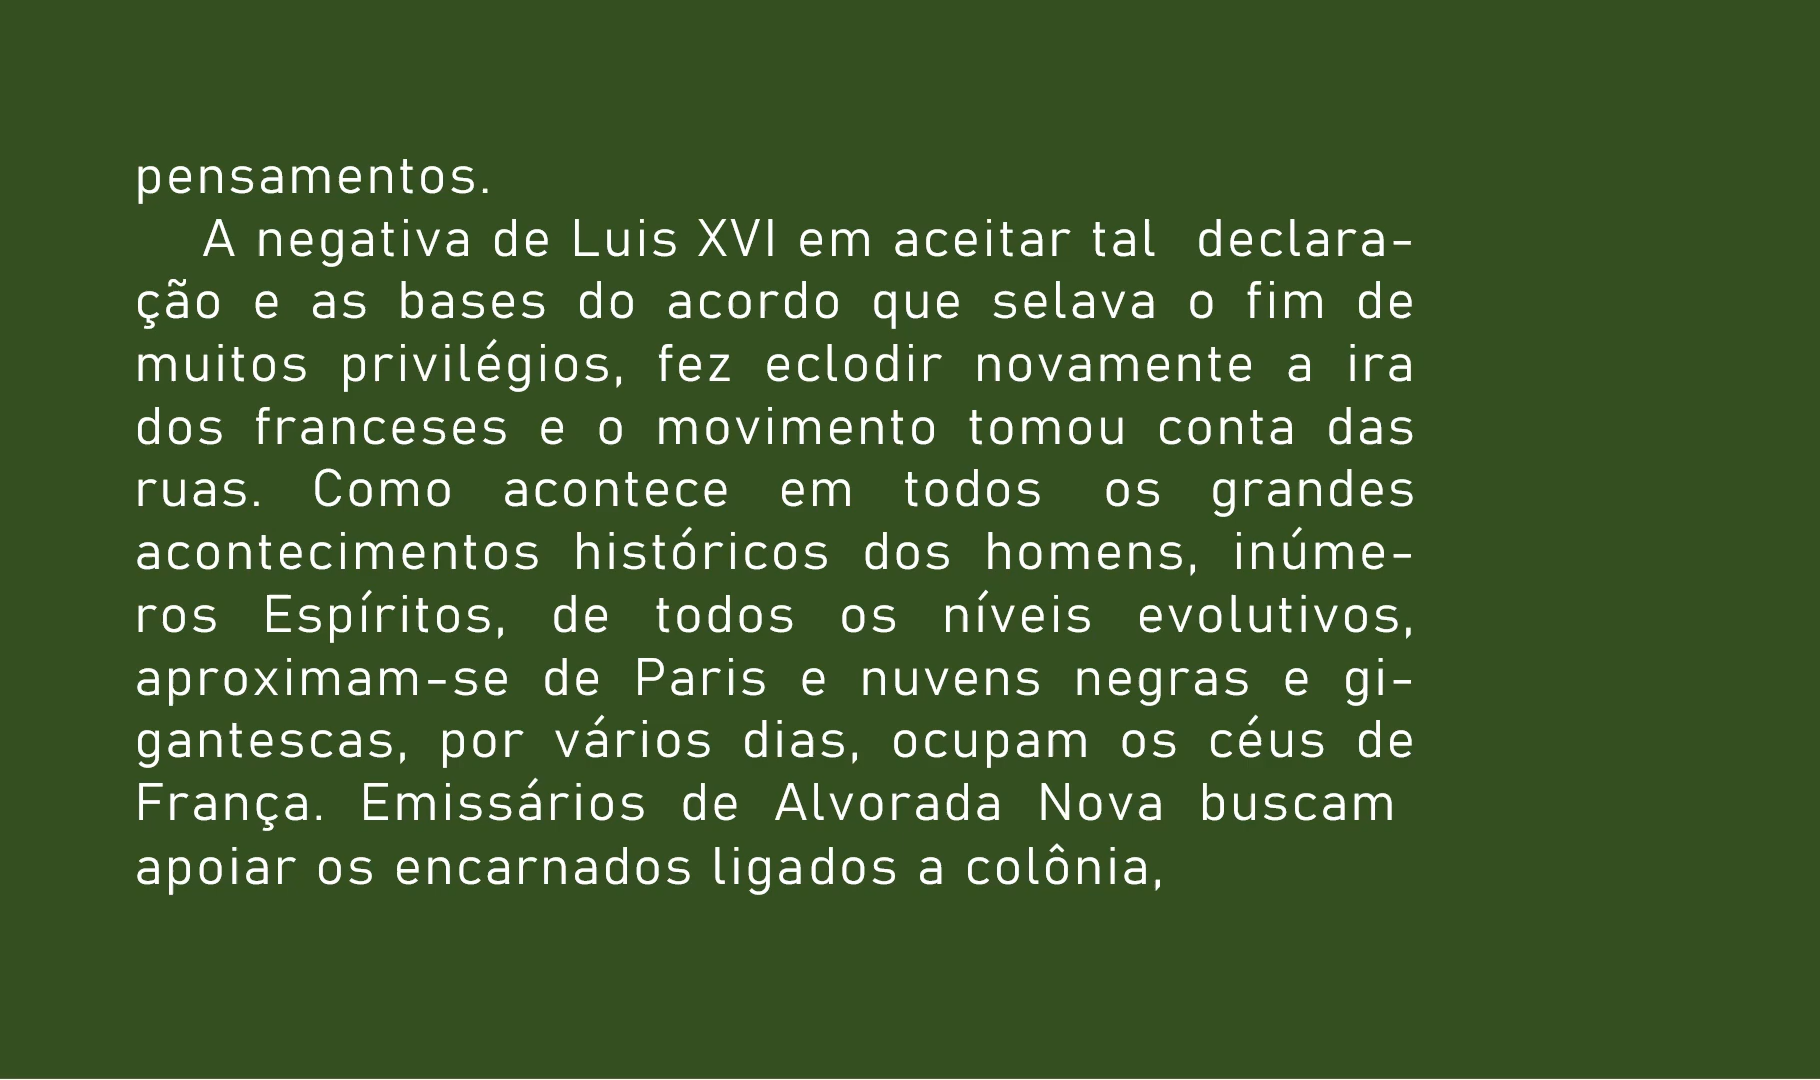 pensamentos.
A negativa de Luis XVI em aceitar tal declara-
ção e as bases do acordo que selava o fim de
muitos privilégios, fez eclodir novamente a ira
dos franceses e o movimento tomou conta das
ruas. Como acontece em todos os grandes
acontecimentos históricos dos homens, inúme-
ros Espíritos, de todos os níveis evolutivos,
aproximam-se de Paris e nuvens negras e gi-
gantescas, por vários dias, ocupam os céus de
França. Emissários de Alvorada Nova buscam
apoiar os encarnados ligados a colônia,